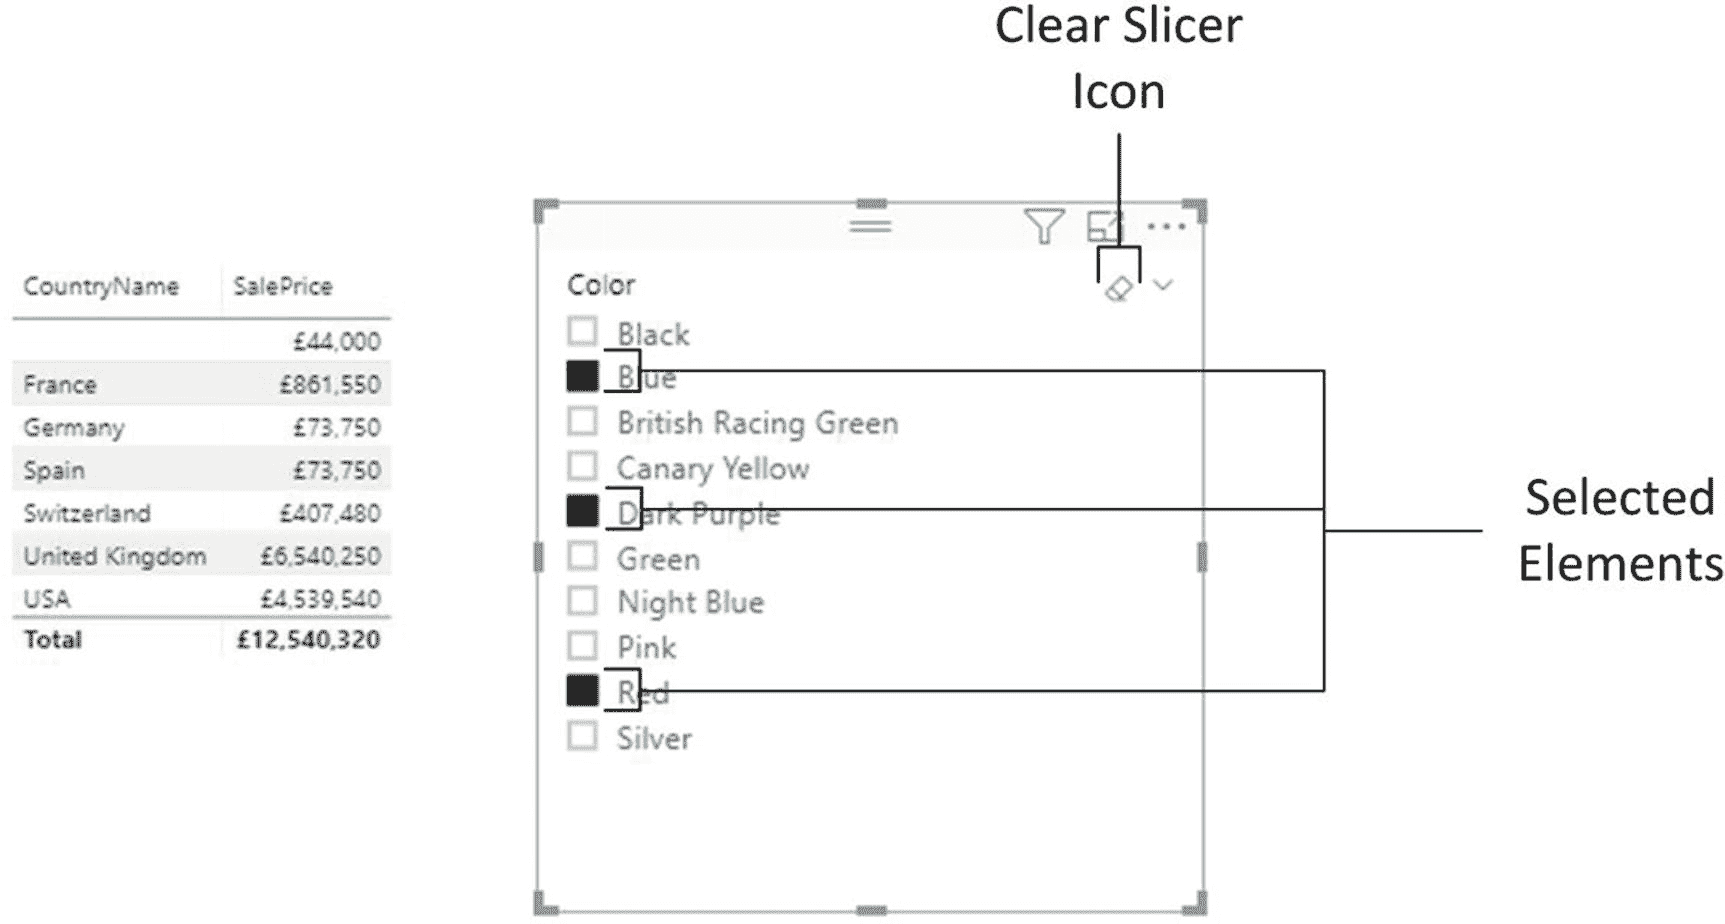 Clear Slicer
Icon
CountryName SalePrice
£44,000
France £861,550
Germany £73,750
Spain £73,750
Switzerland £407,480
United Kingdom £6,540,250
USA £4,539,540
Total £12,540,320
Color
Black
Blue
British Racing Green
Canary Yellow
Dark Purple
Green
Night Blue
Pink
Red
Silver
Selected
Elements